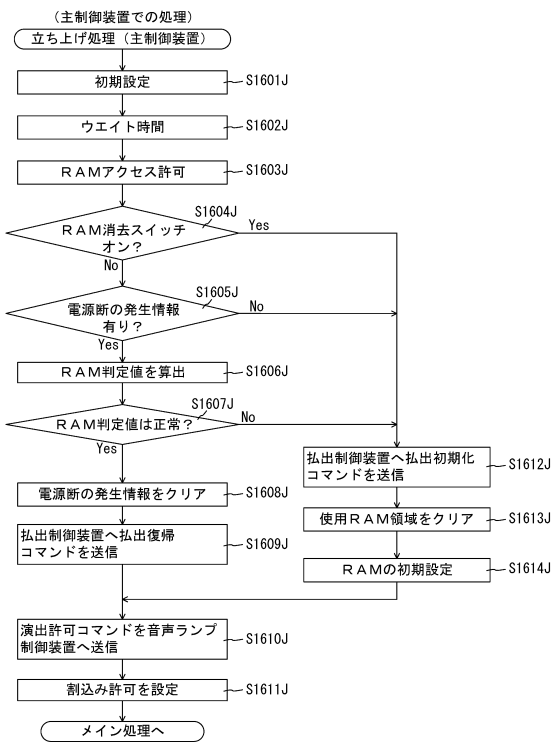 (主制御装置での処理)
立ち上げ処理(主制御装置)
初期設定
S1601J
ウエイト時間
S1602J
RAMアクセス許可
S1603J
S1604J
RAM消去スイッチ
オン?
Yes
No
S1605J
電源断の発生情報
有り?
No
Yes
RAM判定値を算出
S1606J
S1607J
RAM判定値は正常?
No
Yes
払出制御装置へ払出初期化
コマンドを送信
S1612J
電源断の発生情報をクリア
S1608J
使用RAM領域をクリア
S1613J
払出制御装置へ払出復帰
コマンドを送信
S1609J
RAMの初期設定
S1614J
演出許可コマンドを音声ランプ
制御装置へ送信
S1610J
割込み許可を設定
S1611J
メイン処理へ